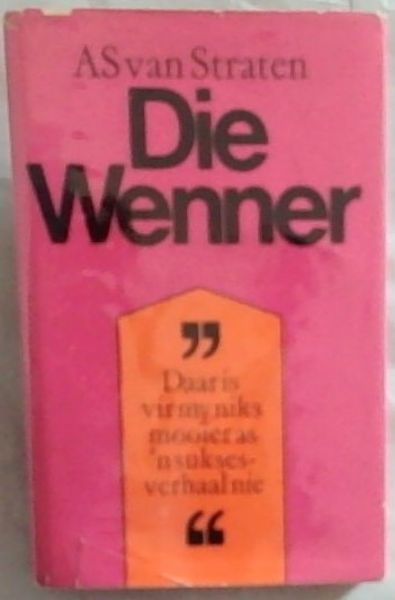 AS van Straten
Die
Wenner
”
Daar is
vir my niks
mooier as
'n sukses-
verhaal nie
“